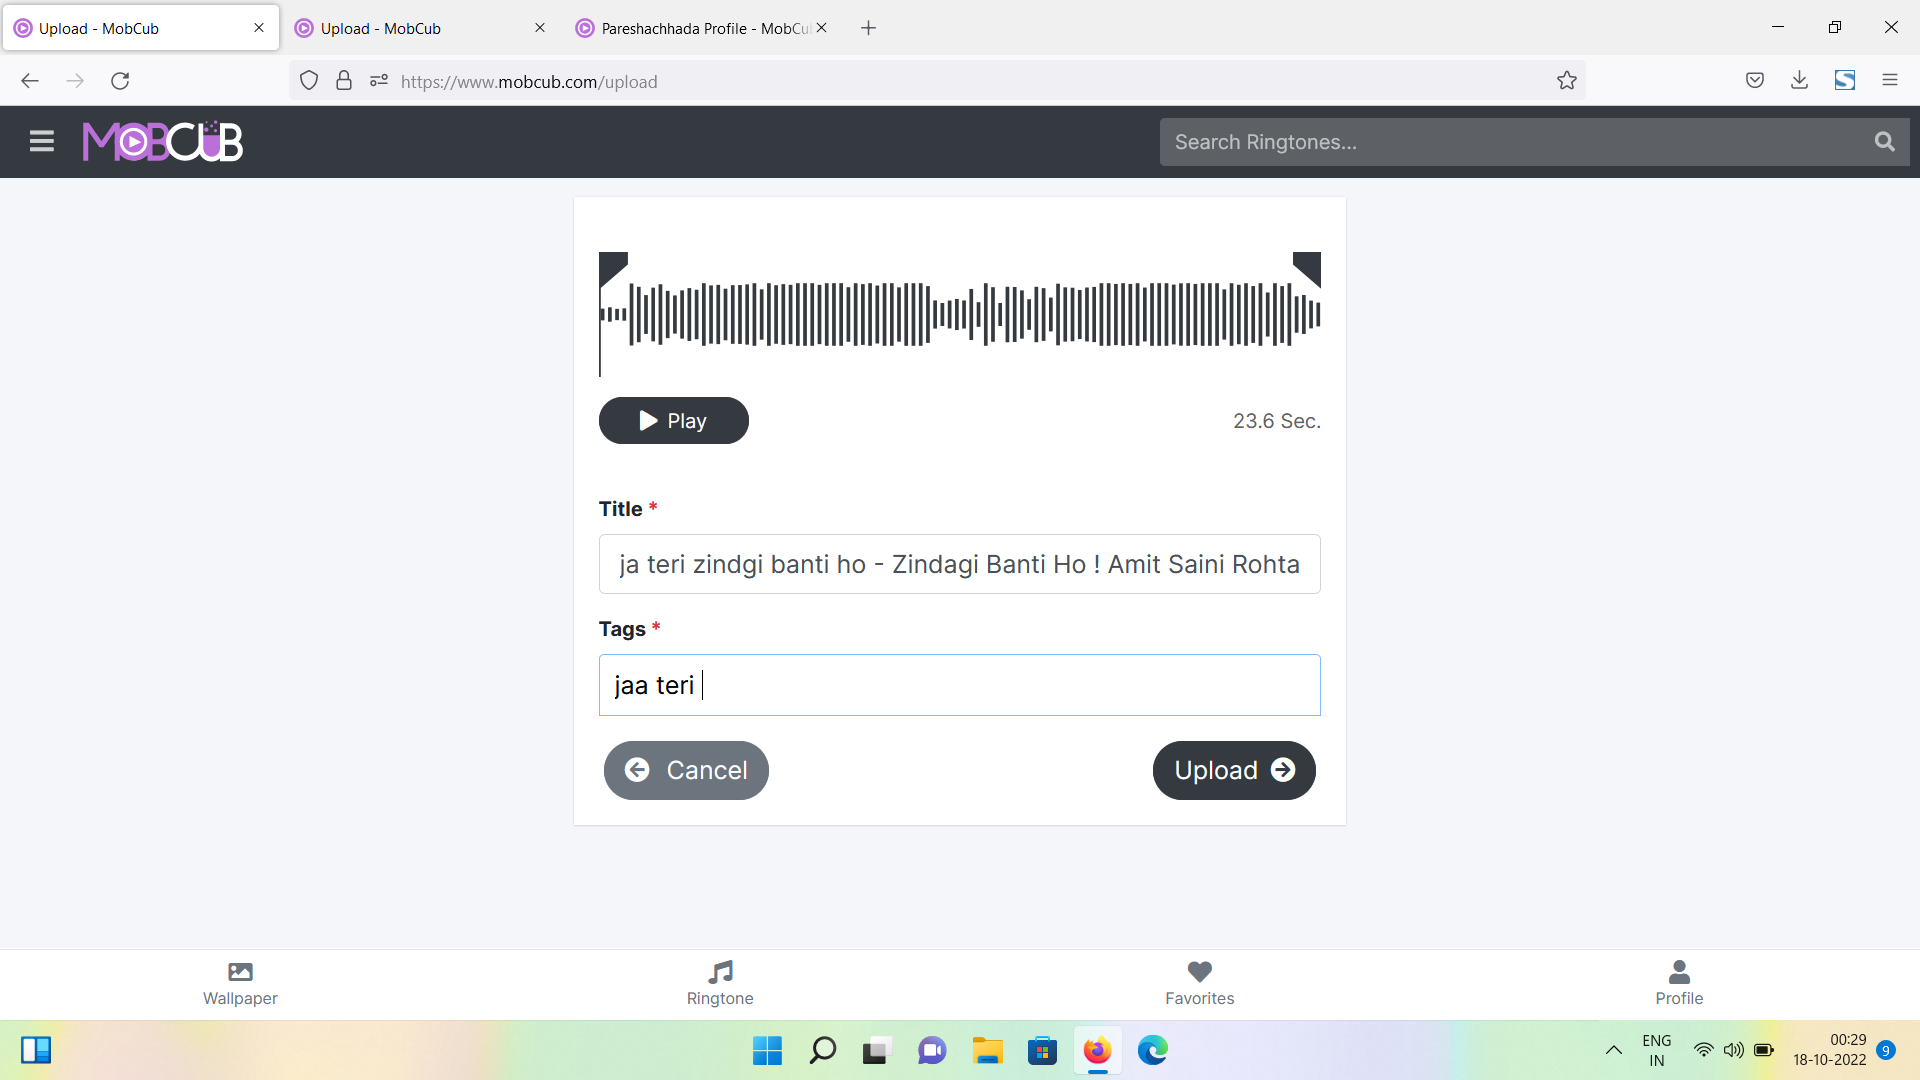 Upload - MobCub
Upload - MobCub
Pareshachhada Profile - MobCu
https://www.mobcub.com/upload
MOBCUB
Search Ringtones...
Play
23.6 Sec.
Title *
ja teri zindgi banti ho - Zindagi Banti Ho ! Amit Saini Rohta
Tags *
jaa teri
Cancel
Upload
Wallpaper
Ringtone
Favorites
Profile
ENG
IN
00:29
18-10-2022
9